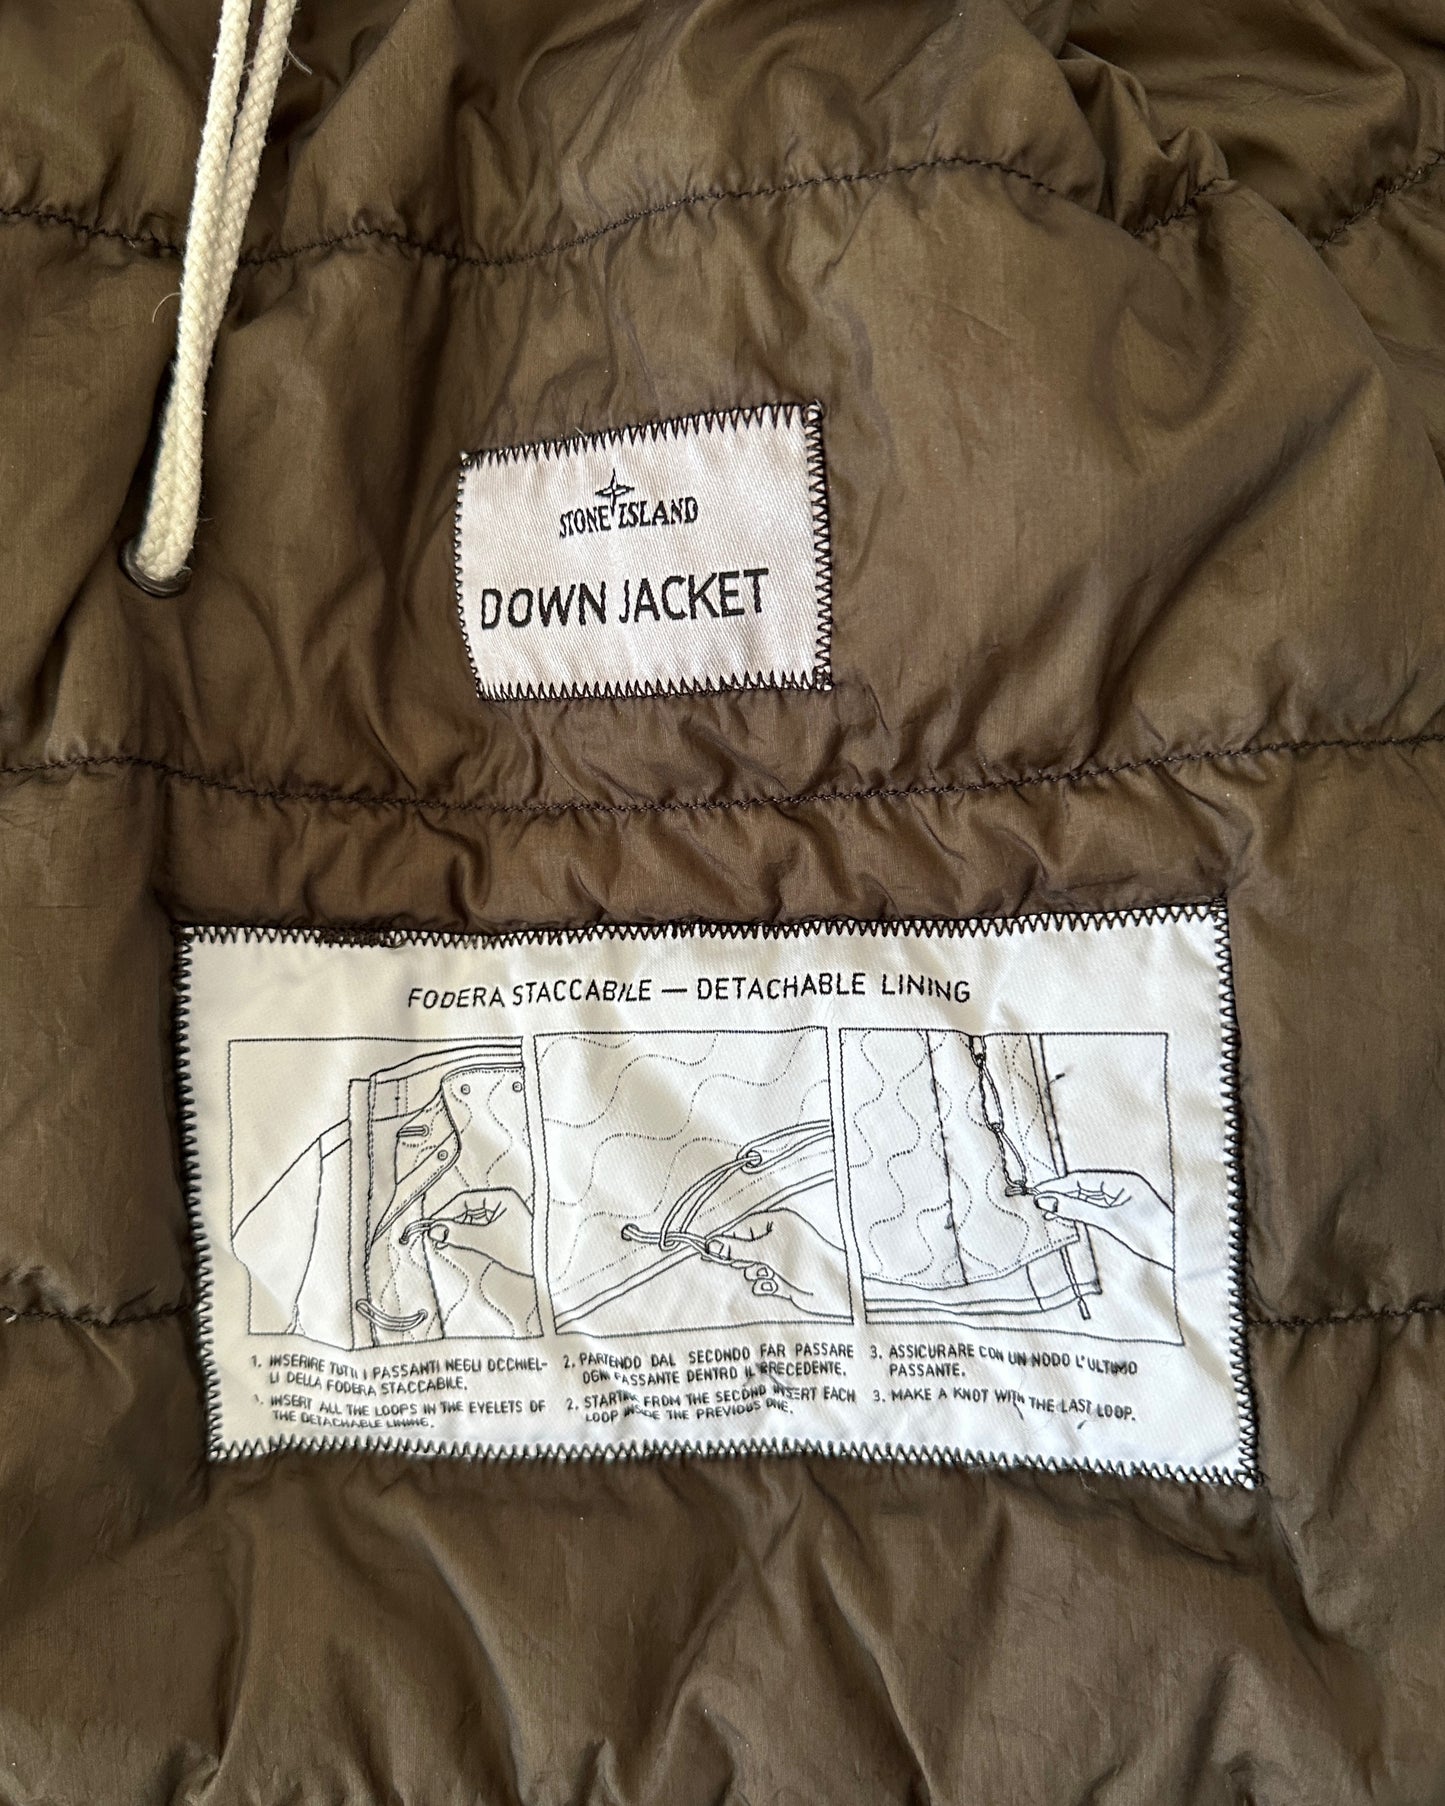 STONE ISLAND
DOWN JACKET
FODERA STACCABILE — DETACHABLE LINING
1. INSERIRE TUTTI I PASSANTI NEGLI OCCHIEL-
LI DELLA FODERA STACCABILE.
1. INSERT ALL THE LOOPS IN THE EYELETS OF
THE DETACHABLE LINING.
2. PARTENDO DAL SECONDO FAR PASSARE
OGNI PASSANTE DENTRO IL PRECEDENTE.
2. STARTING FROM THE SECOND INSERT EACH
LOOP INSIDE THE PREVIOUS ONE.
3. ASSICURARE CON UN NODO L'ULTIMO
PASSANTE.
3. MAKE A KNOT WITH THE LAST LOOP.